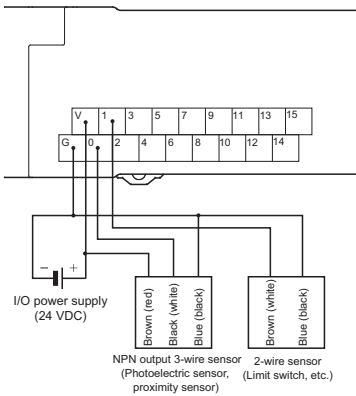 V 1 3 5 7 9 11 13 15
G 0 2 4 6 8 10 12 14
− +
I/O power supply
(24 VDC)
Brown (red)
Black (white)
Blue (black)
Brown (white)
Blue (black)
NPN output 3-wire sensor
(Photoelectric sensor,
proximity sensor)
2-wire sensor
(Limit switch, etc.)